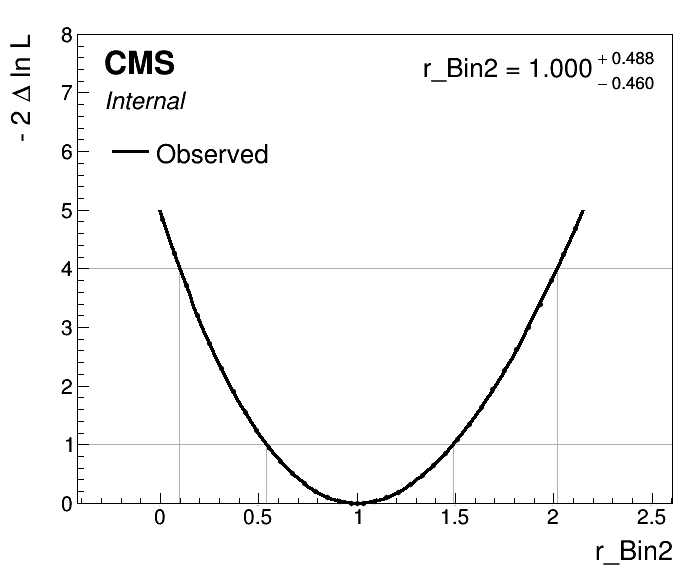 - 2 Δ ln L
8
7
6
5
4
3
2
1
0
CMS
Internal
r_Bin2 = 1.000 + 0.488 − 0.460
Observed
0 0.5 1 1.5 2 2.5
r_Bin2